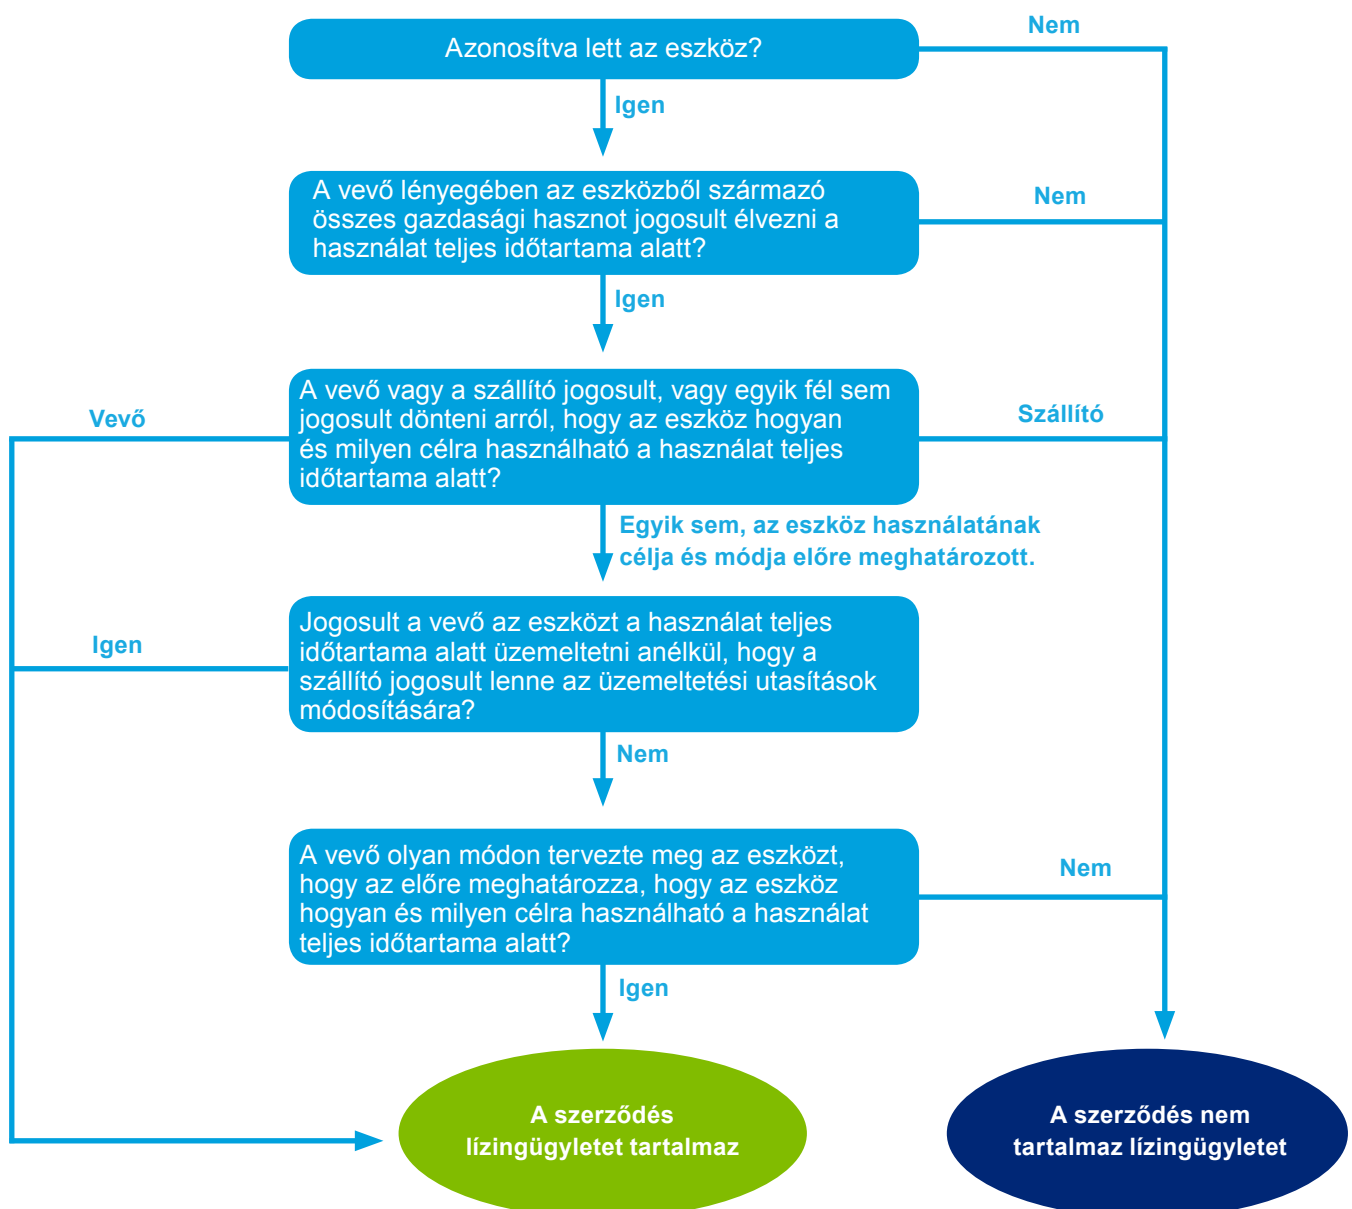 Azonosítva lett az eszköz?
Nem
Igen
A vevő lényegében az eszközből származó
összes gazdasági hasznot jogosult élvezni a
használat teljes időtartama alatt?
Nem
Igen
A vevő vagy a szállító jogosult, vagy egyik fél sem
jogosult dönteni arról, hogy az eszköz hogyan
és milyen célra használható a használat teljes
időtartama alatt?
Vevő
Szállító
Egyik sem, az eszköz használatának
célja és módja előre meghatározott.
Jogosult a vevő az eszközt a használat teljes
időtartama alatt üzemeltetni anélkül, hogy a
szállító jogosult lenne az üzemeltetési utasítások
módosítására?
Igen
Nem
A vevő olyan módon tervezte meg az eszközt,
hogy az előre meghatározza, hogy az eszköz
hogyan és milyen célra használható a használat
teljes időtartama alatt?
Nem
Igen
A szerződés
lízingügyletet tartalmaz
A szerződés nem
tartalmaz lízingügyletet